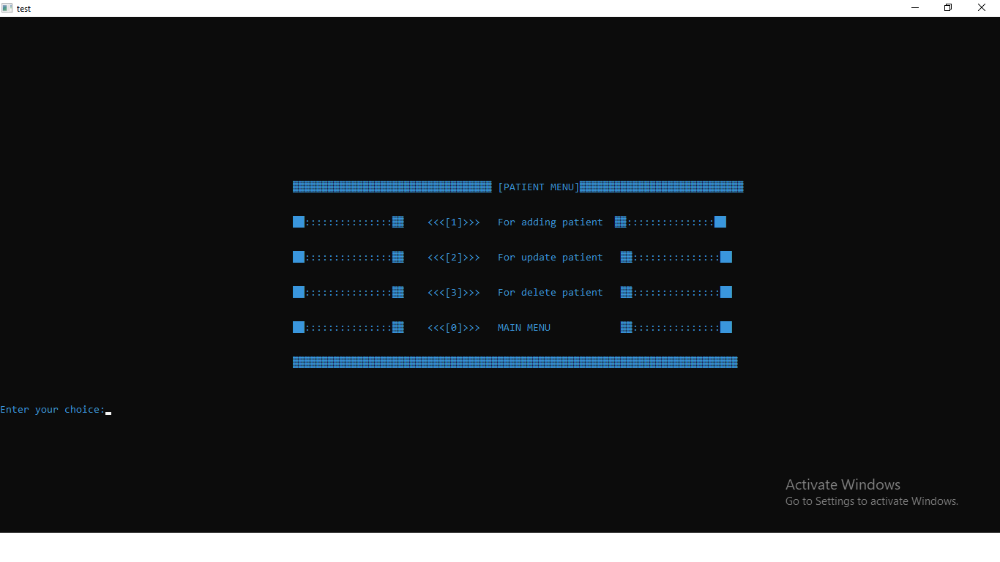 test
[PATIENT MENU]
:::::::::::::::    <<<[1]>>>   For adding patient  :::::::::::::::
:::::::::::::::    <<<[2]>>>   For update patient   :::::::::::::::
:::::::::::::::    <<<[3]>>>   For delete patient   :::::::::::::::
:::::::::::::::    <<<[0]>>>   MAIN MENU            :::::::::::::::
Enter your choice:
Activate Windows
Go to Settings to activate Windows.